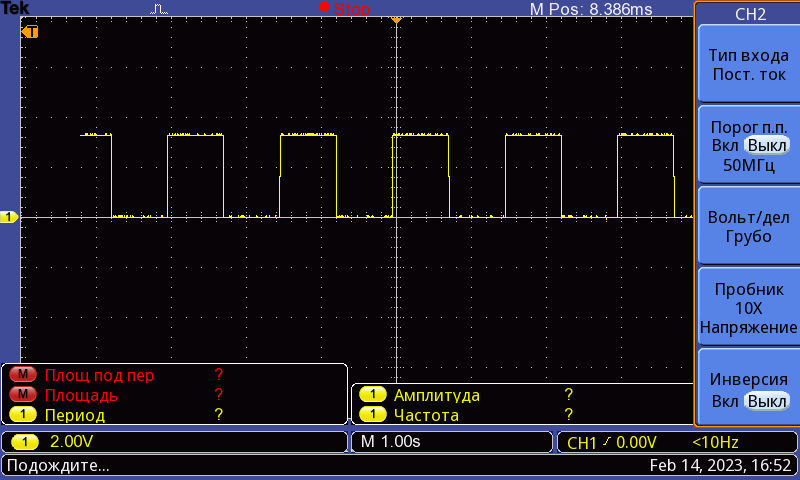 Tek Stop M Pos: 8.386ms CH2
T
Тип входа
Пост. ток
Порог п.п.
Вкл Выкл
50МГц
1
Вольт/дел
Грубо
Пробник
10X
Напряжение
Инверсия
Вкл Выкл
M Площ под пер ?
M Площадь ? 1 Амплитуда ?
1 Период ? 1 Частота ?
1 2.00V M 1.00s CH1 0.00V <10Hz
Подождите... Feb 14, 2023, 16:52